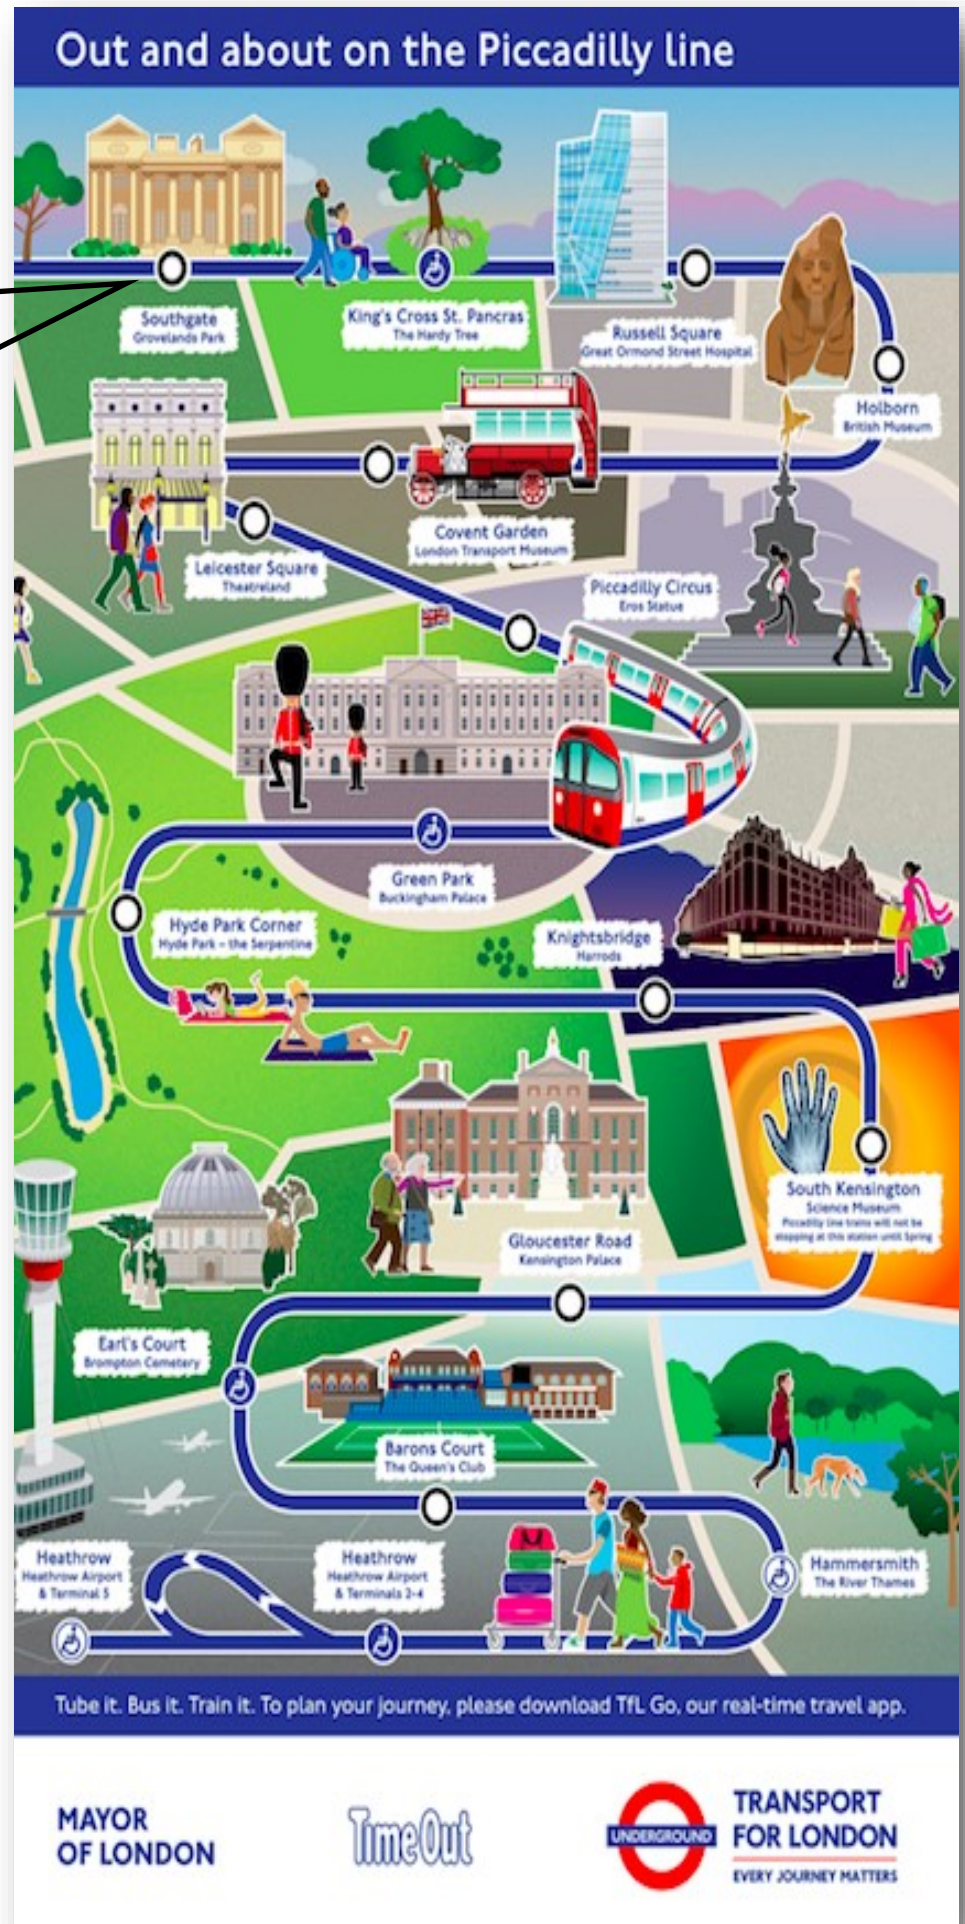 Out and about on the Piccadilly line
Southgate
Grovelands Park
King's Cross St. Pancras
The Hardy Tree
Russell Square
Great Ormond Street Hospital
Holborn
British Museum
Covent Garden
London Transport Museum
Leicester Square
Theatreland
Piccadilly Circus
Eros Statue
Green Park
Buckingham Palace
Hyde Park Corner
Hyde Park – the Serpentine
Knightsbridge
Harrods
South Kensington
Science Museum
Piccadilly line trains will not be
stopping at this station until Spring
Gloucester Road
Kensington Palace
Earl's Court
Brompton Cemetery
Barons Court
The Queen's Club
Heathrow
Heathrow Airport
& Terminal 5
Heathrow
Heathrow Airport
& Terminals 2-4
Hammersmith
The River Thames
Tube it. Bus it. Train it. To plan your journey, please download TfL Go, our real-time travel app.
MAYOR
OF LONDON
TimeOut
UNDERGROUND
TRANSPORT
FOR LONDON
EVERY JOURNEY MATTERS